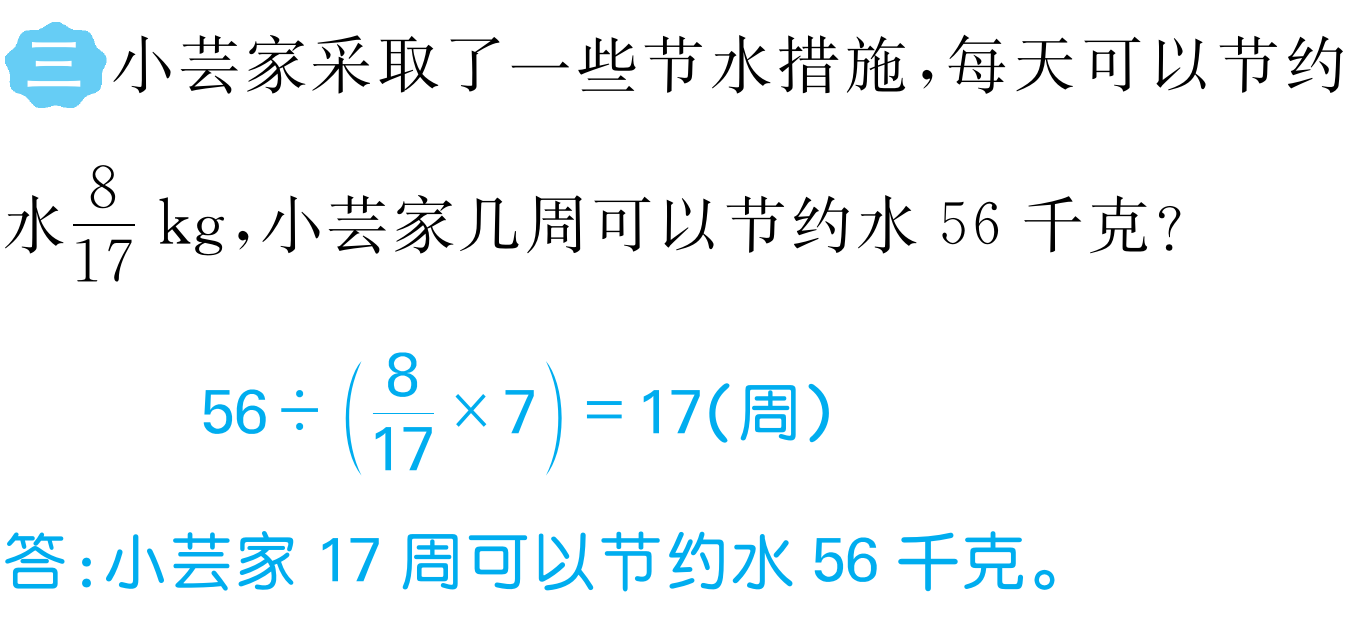 三 小芸家采取了一些节水措施,每天可以节约
水8/17 kg,小芸家几周可以节约水 56 千克?
56÷(8/17×7)=17(周)
答:小芸家 17 周可以节约水 56 千克。